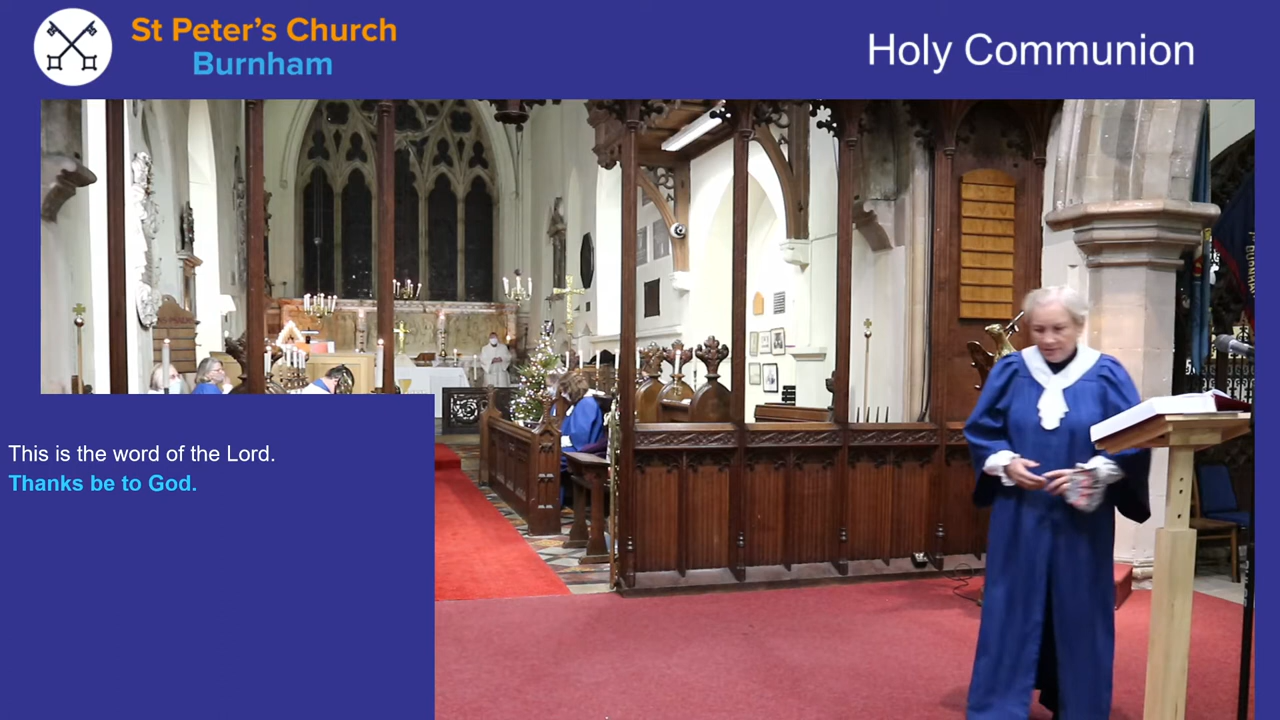 St Peter's Church
Burnham
Holy Communion
This is the word of the Lord.
Thanks be to God.